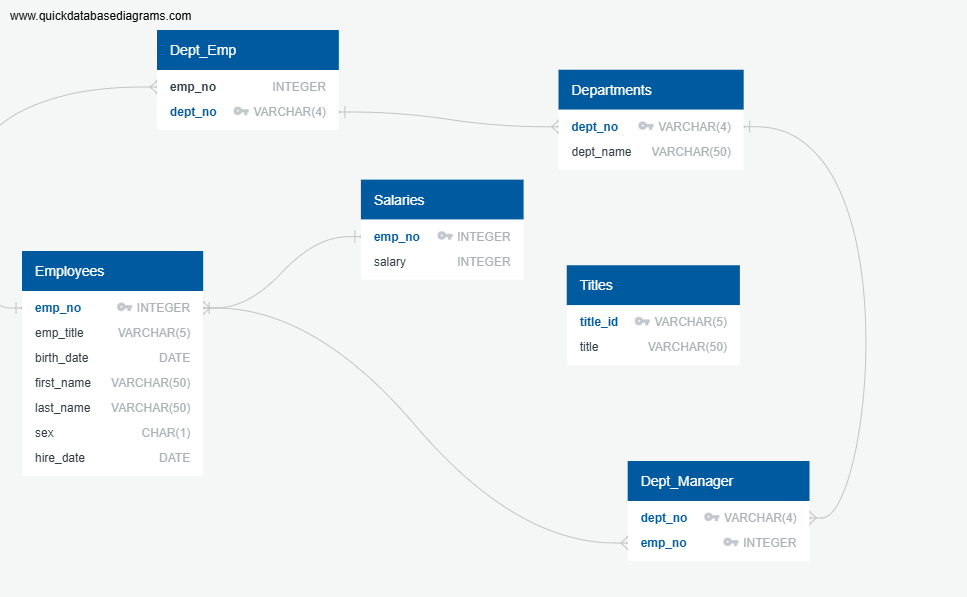 www.quickdatabasediagrams.com
Dept_Emp
emp_no INTEGER
dept_no VARCHAR(4)
Departments
dept_no VARCHAR(4)
dept_name VARCHAR(50)
Salaries
emp_no INTEGER
salary INTEGER
Employees
emp_no INTEGER
emp_title VARCHAR(5)
birth_date DATE
first_name VARCHAR(50)
last_name VARCHAR(50)
sex CHAR(1)
hire_date DATE
Titles
title_id VARCHAR(5)
title VARCHAR(50)
Dept_Manager
dept_no VARCHAR(4)
emp_no INTEGER